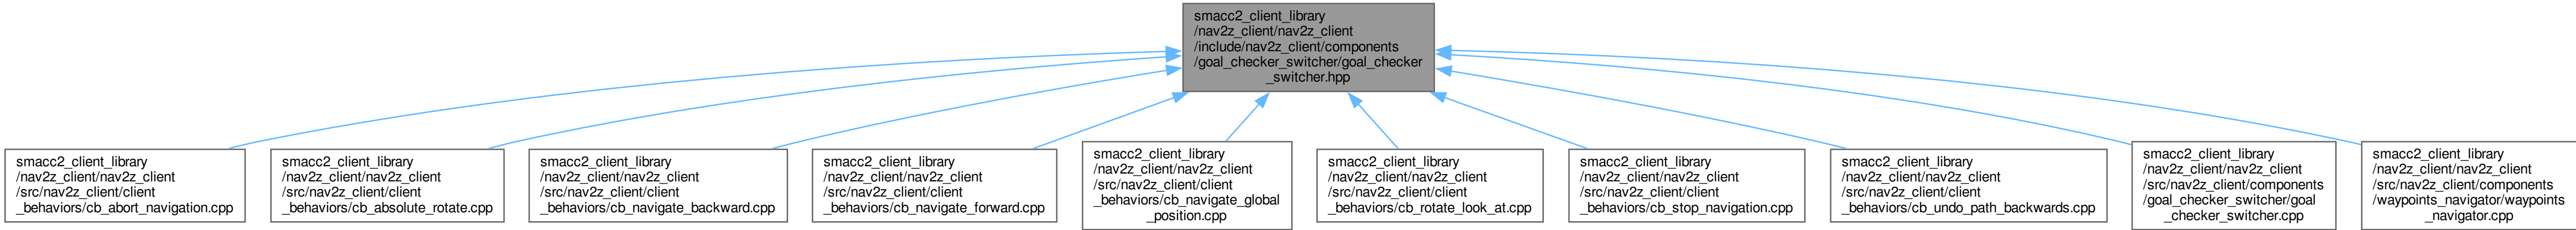 smacc2_client_library
/nav2z_client/nav2z_client
/include/nav2z_client/components
/goal_checker_switcher/goal_checker
_switcher.hpp
smacc2_client_library
/nav2z_client/nav2z_client
/src/nav2z_client/client
_behaviors/cb_abort_navigation.cpp
smacc2_client_library
/nav2z_client/nav2z_client
/src/nav2z_client/client
_behaviors/cb_absolute_rotate.cpp
smacc2_client_library
/nav2z_client/nav2z_client
/src/nav2z_client/client
_behaviors/cb_navigate_backward.cpp
smacc2_client_library
/nav2z_client/nav2z_client
/src/nav2z_client/client
_behaviors/cb_navigate_forward.cpp
smacc2_client_library
/nav2z_client/nav2z_client
/src/nav2z_client/client
_behaviors/cb_navigate_global
_position.cpp
smacc2_client_library
/nav2z_client/nav2z_client
/src/nav2z_client/client
_behaviors/cb_rotate_look_at.cpp
smacc2_client_library
/nav2z_client/nav2z_client
/src/nav2z_client/client
_behaviors/cb_stop_navigation.cpp
smacc2_client_library
/nav2z_client/nav2z_client
/src/nav2z_client/client
_behaviors/cb_undo_path_backwards.cpp
smacc2_client_library
/nav2z_client/nav2z_client
/src/nav2z_client/components
/goal_checker_switcher/goal
_checker_switcher.cpp
smacc2_client_library
/nav2z_client/nav2z_client
/src/nav2z_client/components
/waypoints_navigator/waypoints
_navigator.cpp